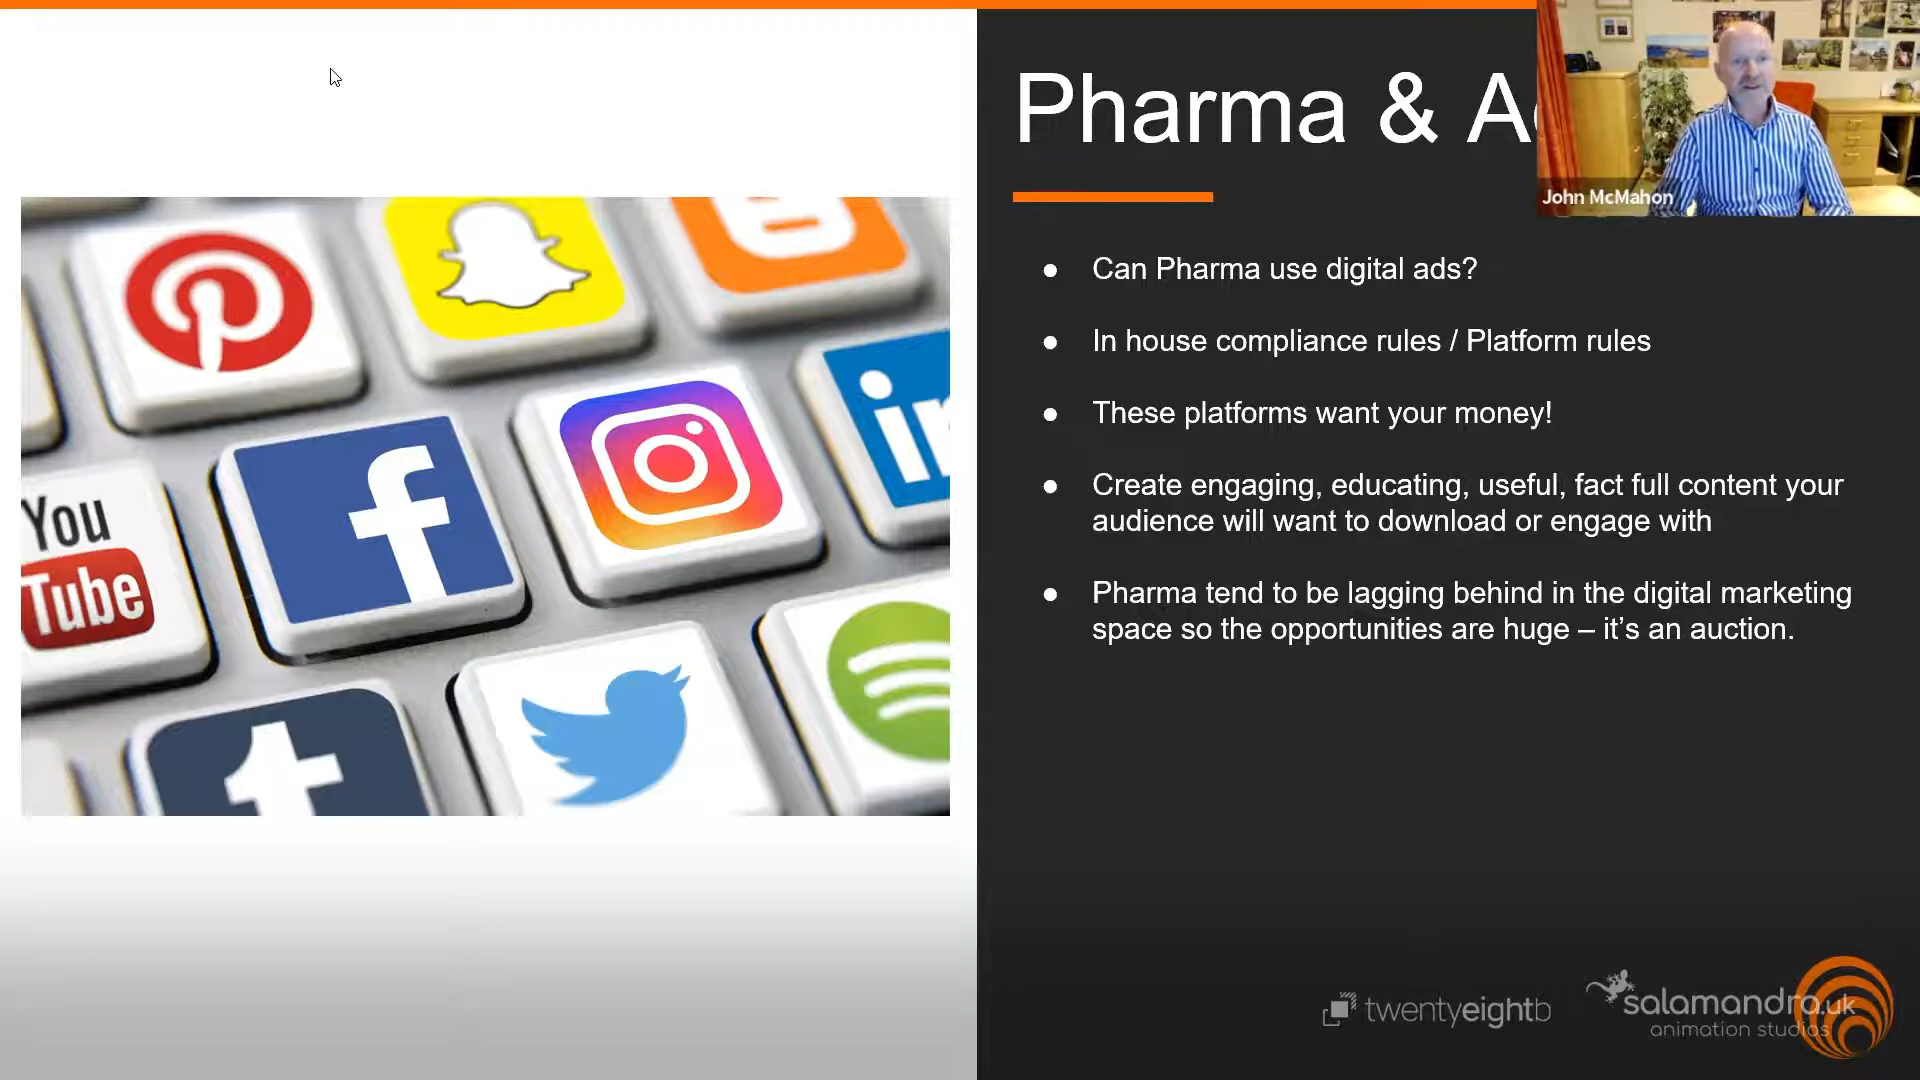 Pharma &
John McMahon
Can Pharma use digital ads?
In house compliance rules / Platform rules
These platforms want your money!
Create engaging, educating, useful, fact full content your
audience will want to download or engage with
Pharma tend to be lagging behind in the digital marketing
space so the opportunities are huge – it’s an auction.
You
Tube
f
in
t
twentyeightb
salamandra.uk
animation studios